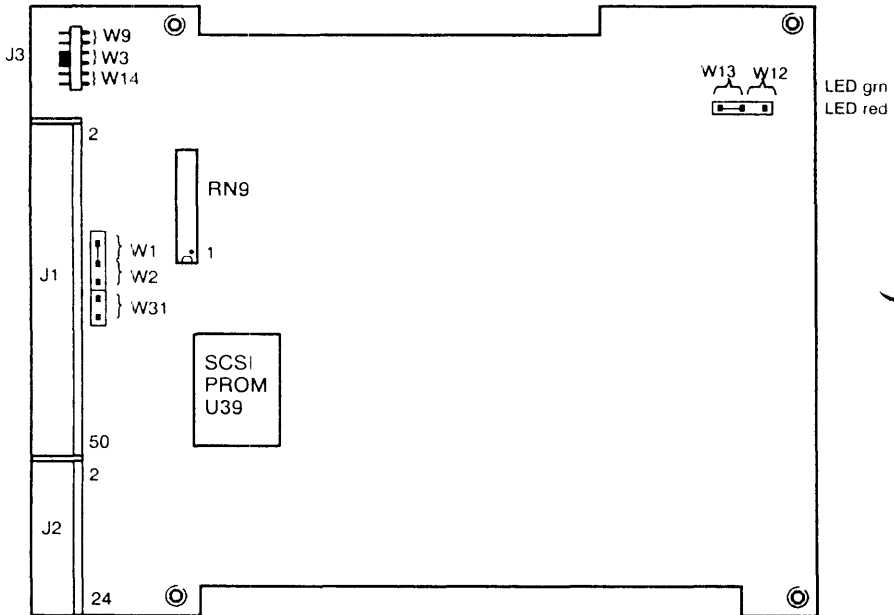 W9
J3
W3
W14
W13 W12
LED grn
LED red
2
RN9
1
W1
J1
W2
W31
SCSI
PROM
U39
50
2
J2
24